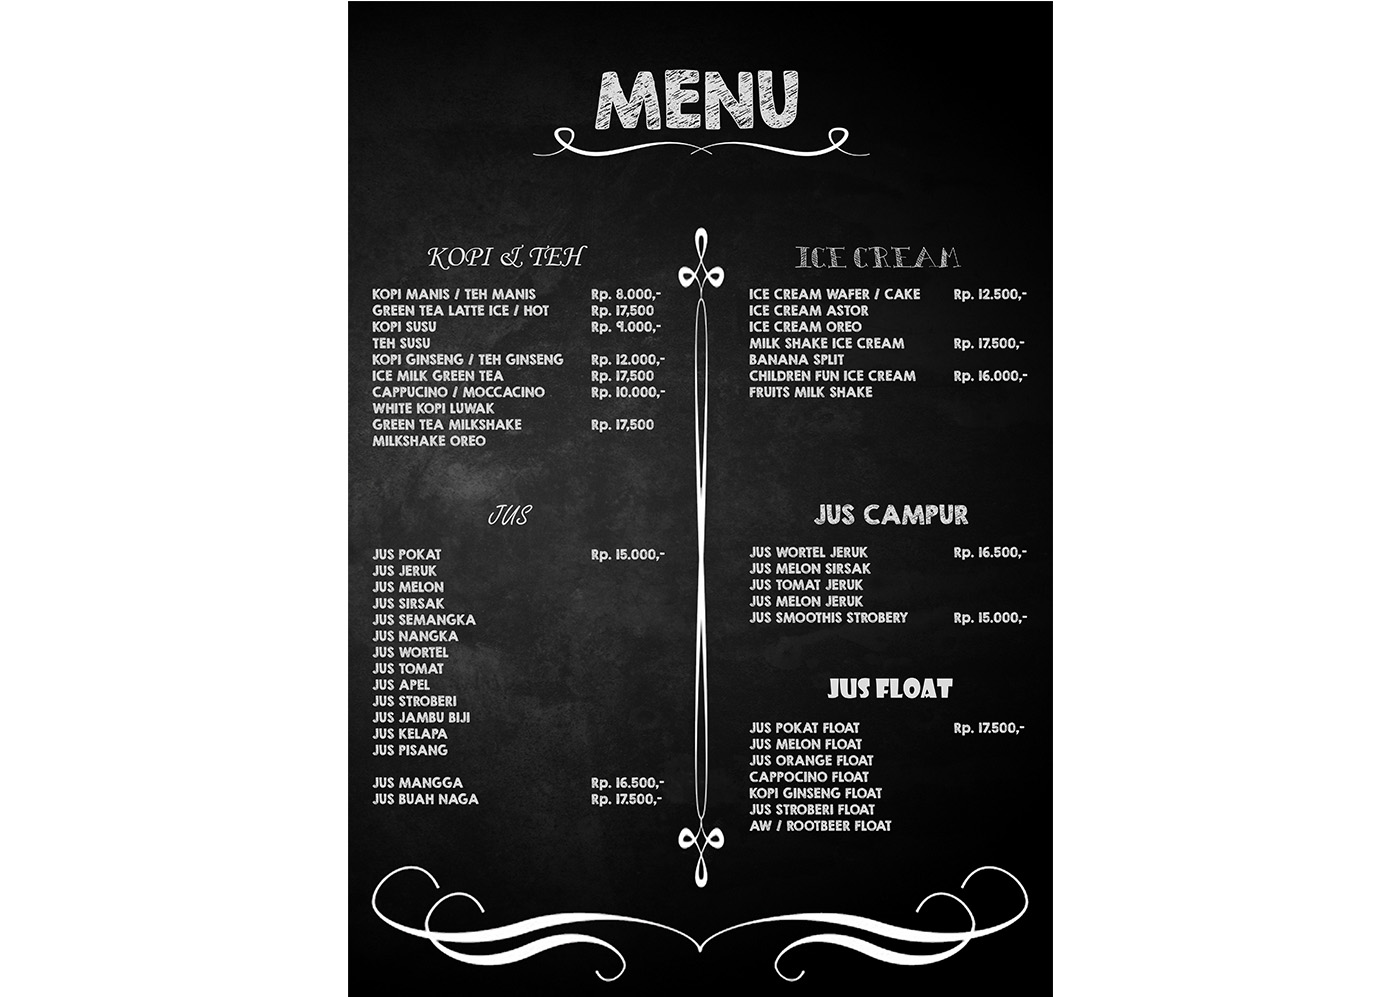 MENU
KOPI & TEH
KOPI MANIS / TEH MANIS Rp. 8.000,-
GREEN TEA LATTE ICE / HOT Rp. 17,500
KOPI SUSU Rp. 9.000,-
TEH SUSU
KOPI GINSENG / TEH GINSENG Rp. 12.000,-
ICE MILK GREEN TEA Rp. 17,500
CAPPUCINO / MOCCACINO Rp. 10.000,-
WHITE KOPI LUWAK
GREEN TEA MILKSHAKE Rp. 17,500
MILKSHAKE OREO
JUS
JUS POKAT Rp. 15.000,-
JUS JERUK
JUS MELON
JUS SIRSAK
JUS SEMANGKA
JUS NANGKA
JUS WORTEL
JUS TOMAT
JUS APEL
JUS STROBERI
JUS JAMBU BIJI
JUS KELAPA
JUS PISANG
JUS MANGGA Rp. 16.500,-
JUS BUAH NAGA Rp. 17.500,-
ICE CREAM
ICE CREAM WAFER / CAKE Rp. 12.500,-
ICE CREAM ASTOR
ICE CREAM OREO
MILK SHAKE ICE CREAM Rp. 17.500,-
BANANA SPLIT
CHILDREN FUN ICE CREAM Rp. 16.000,-
FRUITS MILK SHAKE
JUS CAMPUR
JUS WORTEL JERUK Rp. 16.500,-
JUS MELON SIRSAK
JUS TOMAT JERUK
JUS MELON JERUK
JUS SMOOTHIS STROBERY Rp. 15.000,-
JUS FLOAT
JUS POKAT FLOAT Rp. 17.500,-
JUS MELON FLOAT
JUS ORANGE FLOAT
CAPPOCINO FLOAT
KOPI GINSENG FLOAT
JUS STROBERI FLOAT
AW / ROOTBEER FLOAT